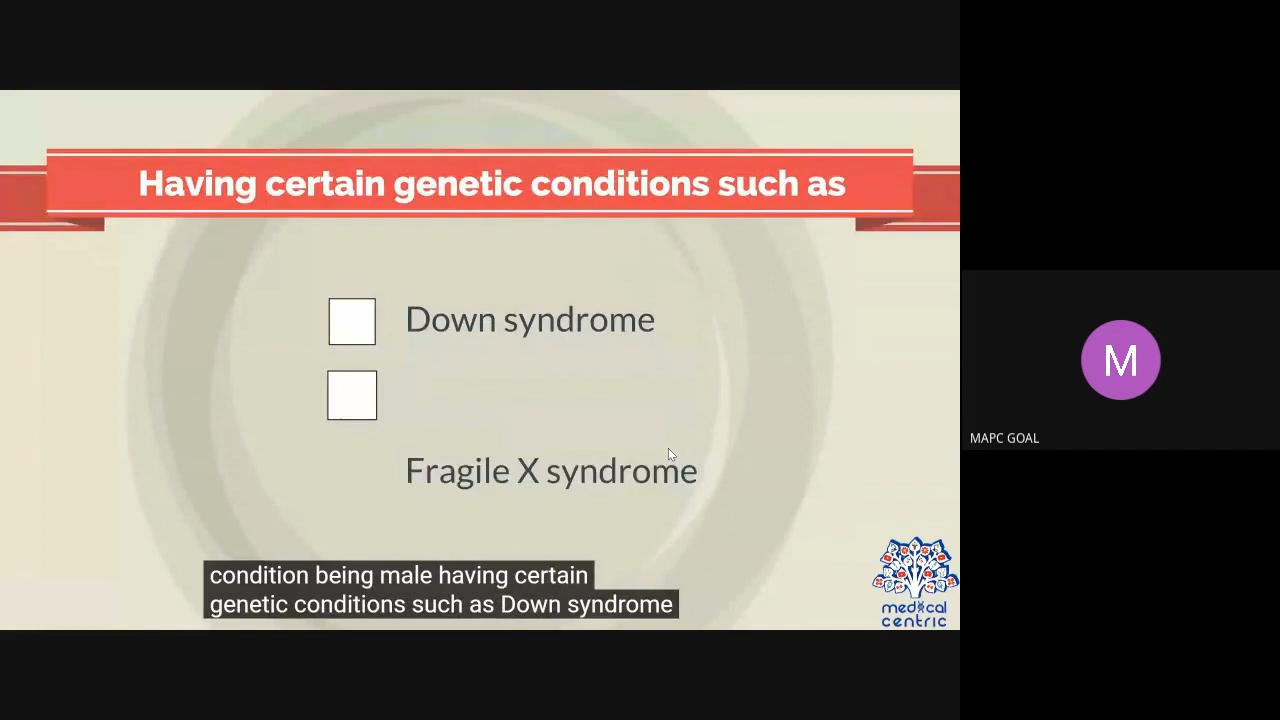 Having certain genetic conditions such as
Down syndrome
Fragile X syndrome
condition being male having certain
genetic conditions such as Down syndrome
medical
centric
M
MAPC GOAL